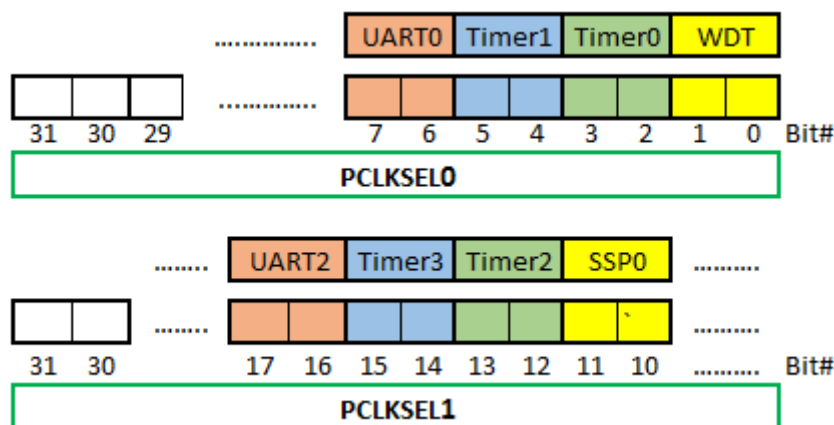 .............. UART0 Timer1 Timer0 WDT
..............
31 30 29 7 6 5 4 3 2 1 0 Bit#
PCLKSEL0
........ UART2 Timer3 Timer2 SSP0 ..........
........ ` ..........
31 30 17 16 15 14 13 12 11 10 .......... Bit#
PCLKSEL1